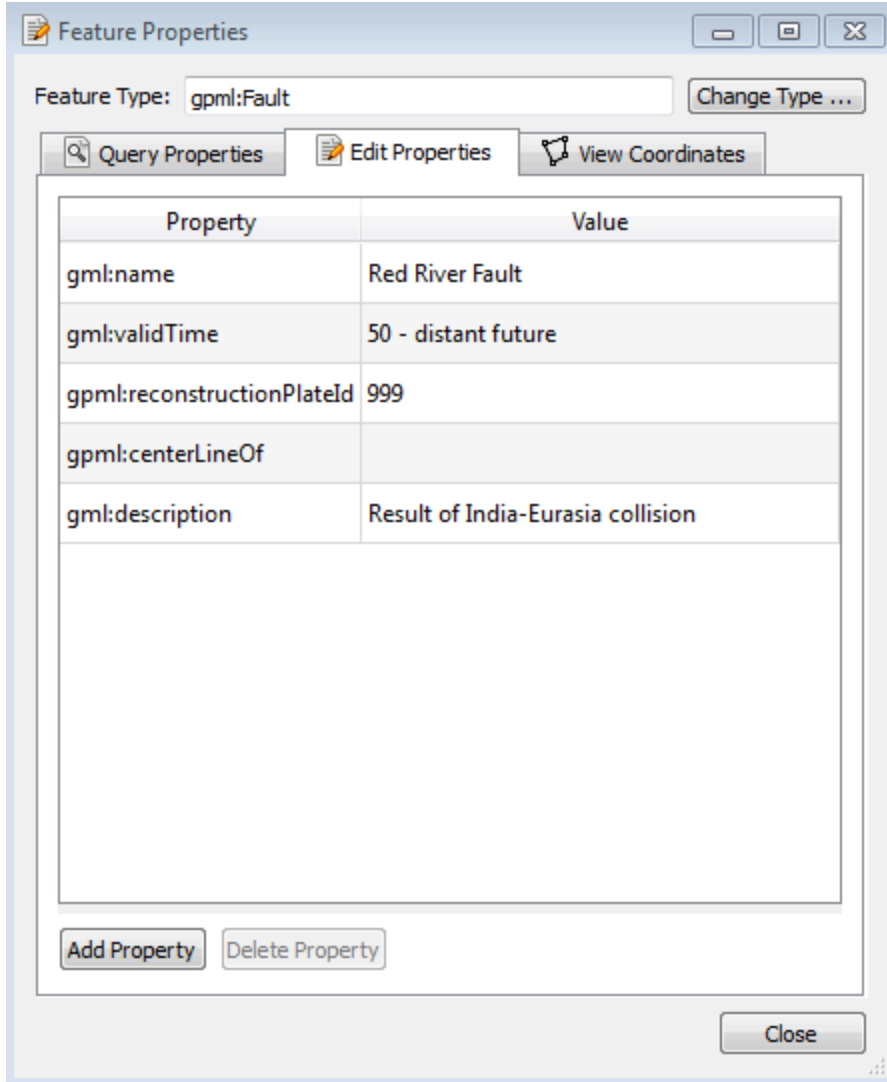 Feature Properties
Feature Type: gpml:Fault Change Type ...
Query Properties Edit Properties View Coordinates
Property Value
gml:name Red River Fault
gml:validTime 50 - distant future
gpml:reconstructionPlateId 999
gpml:centerLineOf
gml:description Result of India-Eurasia collision
Add Property Delete Property
Close